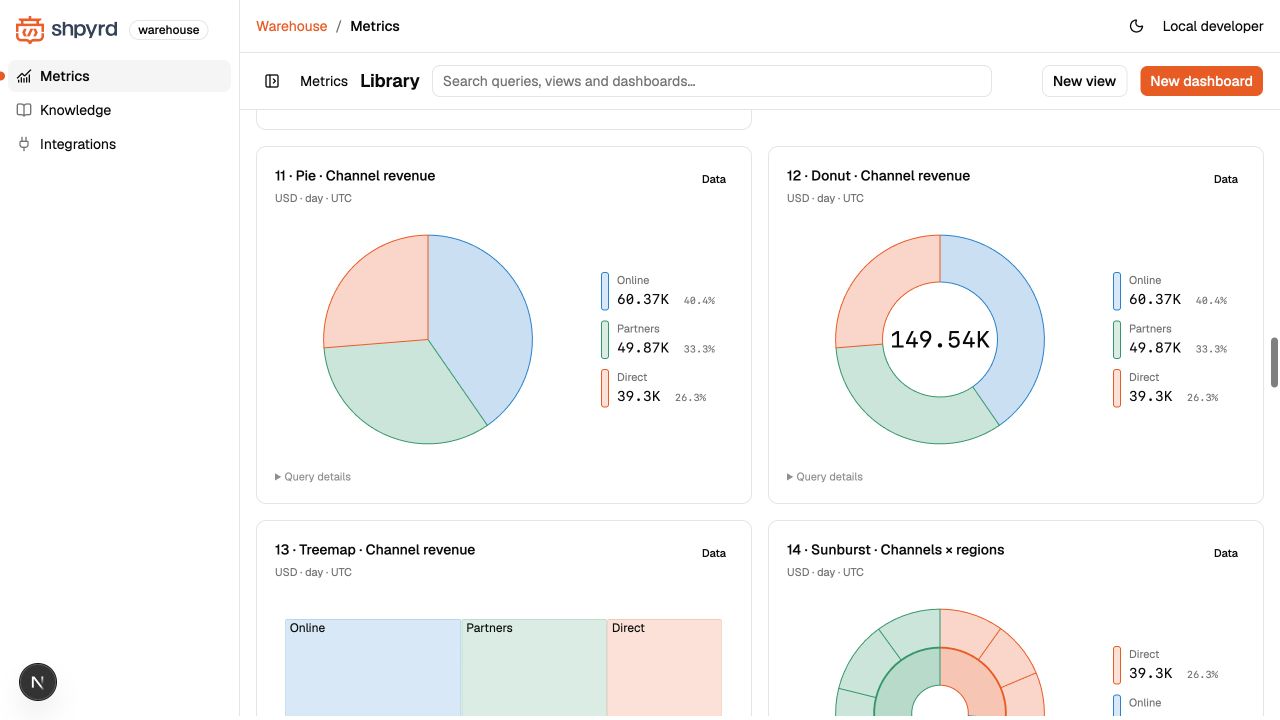 shpyrd
warehouse
Warehouse / Metrics
Local developer
Metrics
Knowledge
Integrations
Metrics
Library
Search queries, views and dashboards...
New view
New dashboard
11 · Pie · Channel revenue
Data
USD · day · UTC
Online
60.37K 40.4%
Partners
49.87K 33.3%
Direct
39.3K 26.3%
Query details
12 · Donut · Channel revenue
Data
USD · day · UTC
149.54K
Online
60.37K 40.4%
Partners
49.87K 33.3%
Direct
39.3K 26.3%
Query details
13 · Treemap · Channel revenue
Data
USD · day · UTC
Online
Partners
Direct
14 · Sunburst · Channels × regions
Data
USD · day · UTC
Direct
39.3K 26.3%
Online
N